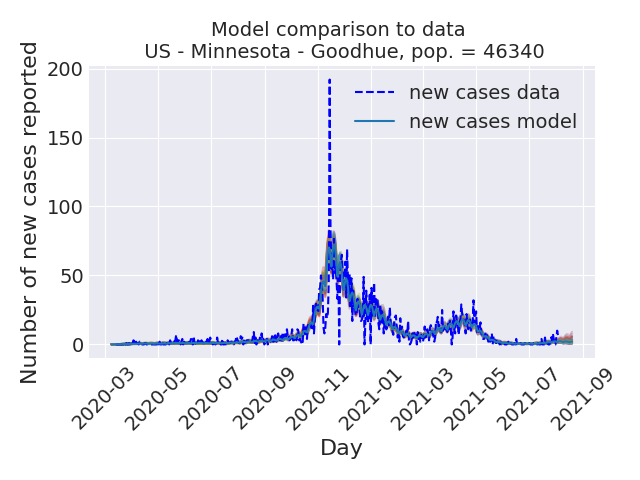 Model comparison to data
US - Minnesota - Goodhue, pop. = 46340
Number of new cases reported
200
150
100
50
0
new cases data
new cases model
2020-03
2020-05
2020-07
2020-09
2020-11
2021-01
2021-03
2021-05
2021-07
2021-09
Day